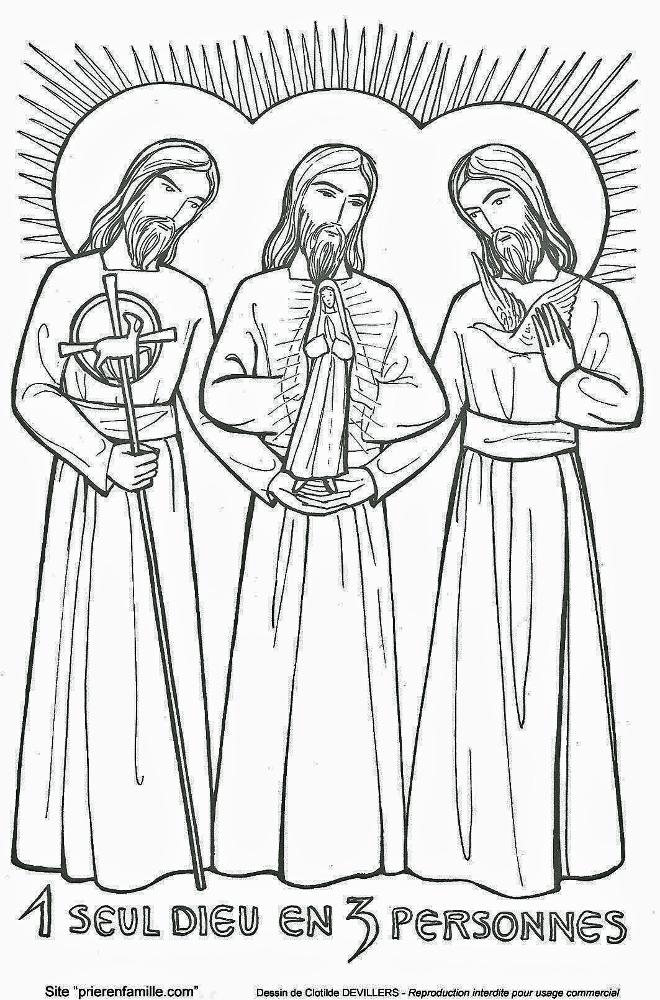 1 SEUL DIEU EN 3 PERSONNES
Site "prierenfamille.com" Dessin de Clotilde DEVILLERS - Reproduction interdite pour usage commercial